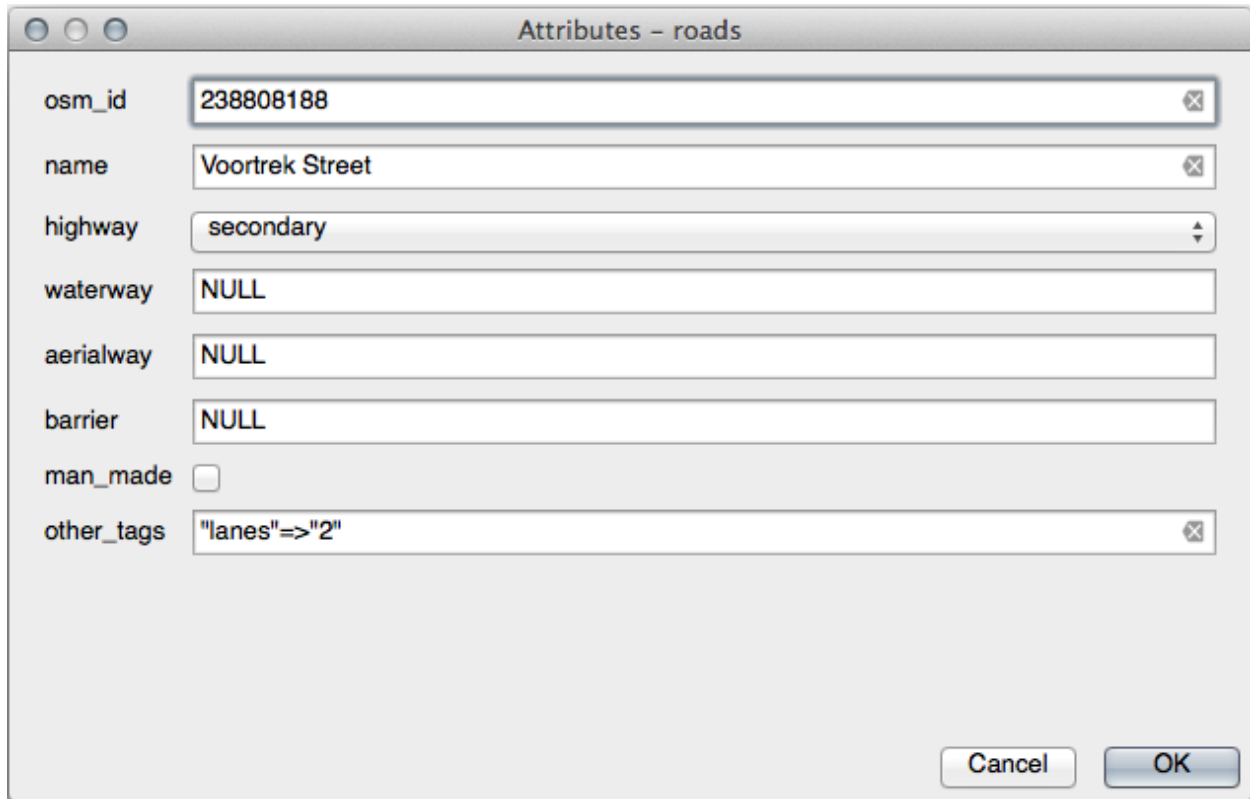 Attributes – roads
osm_id 238808188
name Voortrek Street
highway secondary
waterway NULL
aerialway NULL
barrier NULL
man_made
other_tags "lanes"=>"2"
Cancel OK